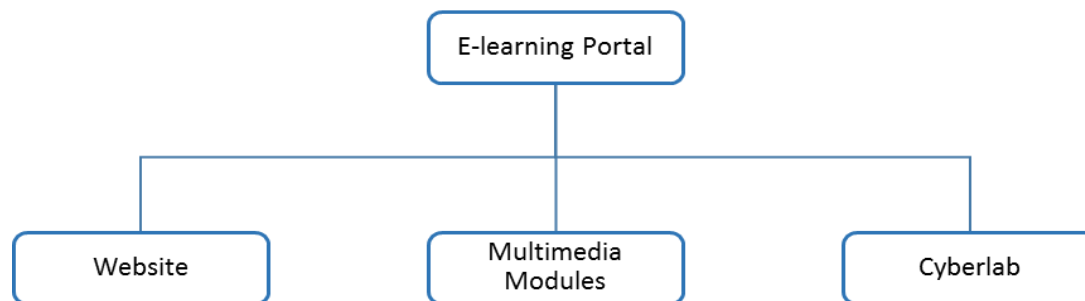 E-learning Portal
Website
Multimedia
Modules
Cyberlab